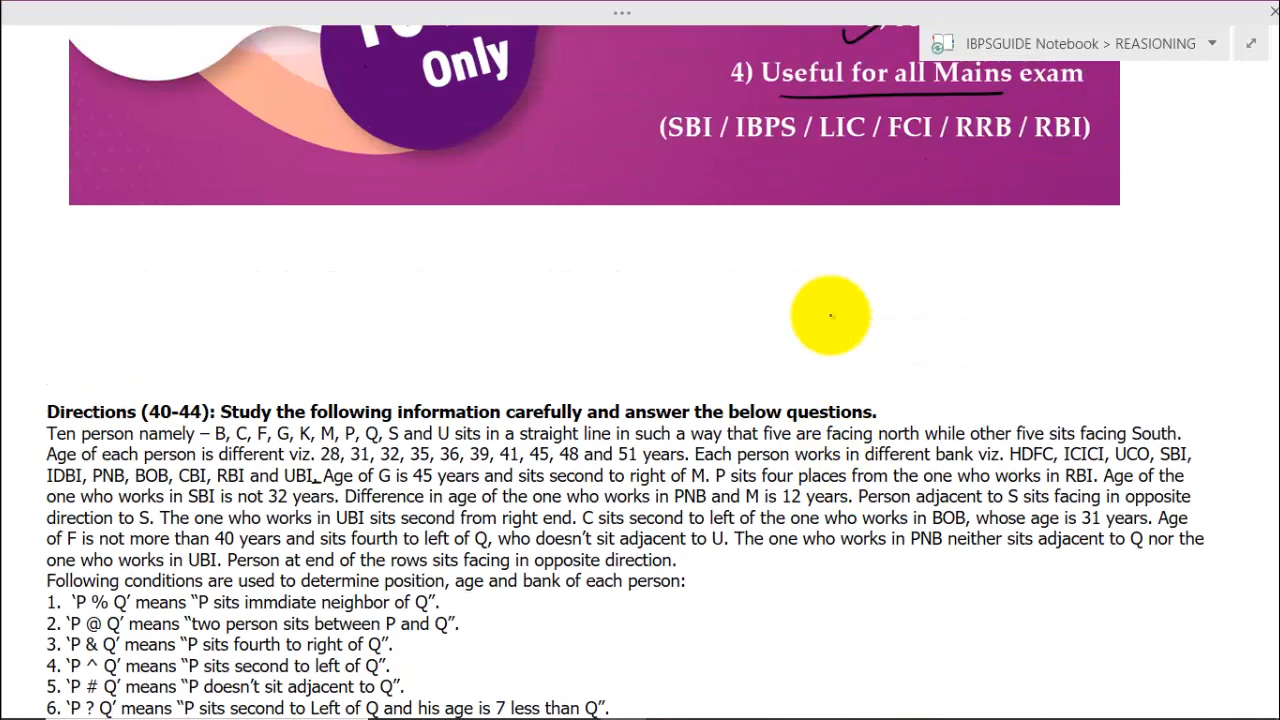 Only
IBPSGUIDE Notebook > REASONING
4) Useful for all Mains exam
(SBI / IBPS / LIC / FCI / RRB / RBI)
Directions (40-44): Study the following information carefully and answer the below questions.
Ten person namely – B, C, F, G, K, M, P, Q, S and U sits in a straight line in such a way that five are facing north while other five sits facing South.
Age of each person is different viz. 28, 31, 32, 35, 36, 39, 41, 45, 48 and 51 years. Each person works in different bank viz. HDFC, ICICI, UCO, SBI,
IDBI, PNB, BOB, CBI, RBI and UBI. Age of G is 45 years and sits second to right of M. P sits four places from the one who works in RBI. Age of the
one who works in SBI is not 32 years. Difference in age of the one who works in PNB and M is 12 years. Person adjacent to S sits facing in opposite
direction to S. The one who works in UBI sits second from right end. C sits second to left of the one who works in BOB, whose age is 31 years. Age
of F is not more than 40 years and sits fourth to left of Q, who doesn't sit adjacent to U. The one who works in PNB neither sits adjacent to Q nor the
one who works in UBI. Person at end of the rows sits facing in opposite direction.
Following conditions are used to determine position, age and bank of each person:
1. 'P % Q' means "P sits immdiate neighbor of Q".
2. 'P @ Q' means "two person sits between P and Q".
3. 'P & Q' means "P sits fourth to right of Q".
4. 'P ^ Q' means "P sits second to left of Q".
5. 'P # Q' means "P doesn't sit adjacent to Q".
6. 'P ? Q' means "P sits second to Left of Q and his age is 7 less than Q".